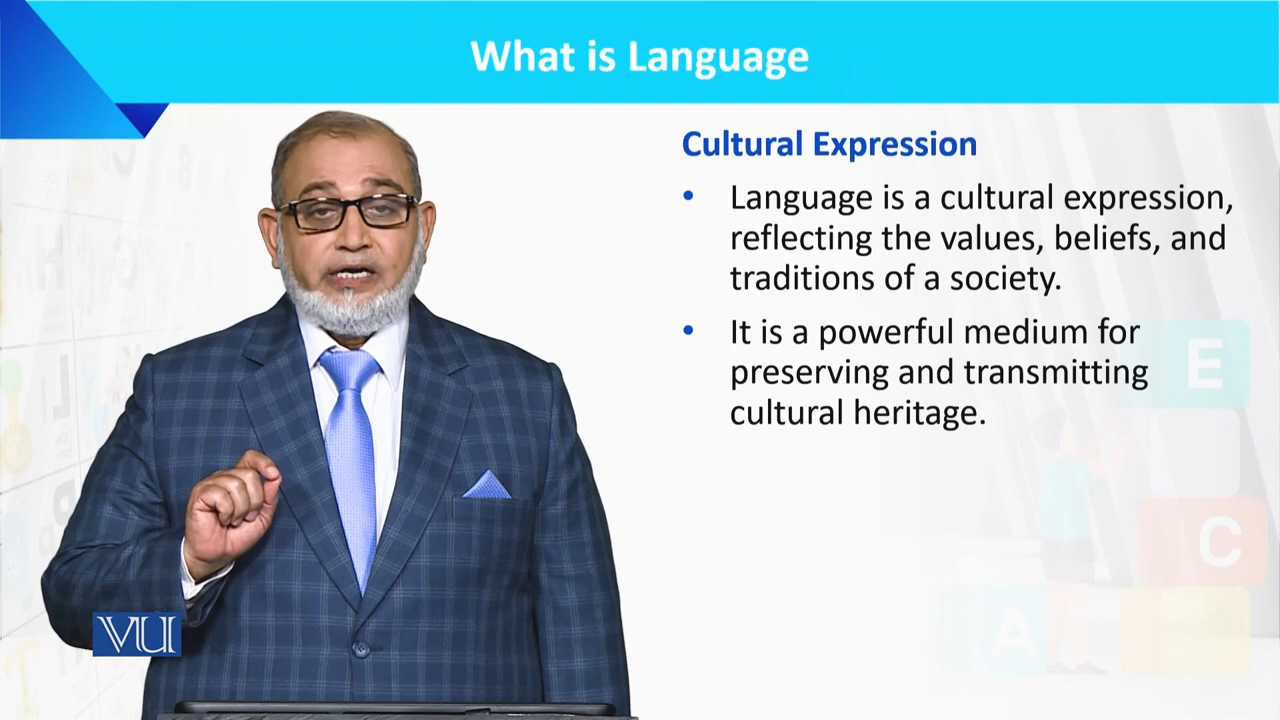 What is Language
Cultural Expression
• Language is a cultural expression,
reflecting the values, beliefs, and
traditions of a society.
• It is a powerful medium for
preserving and transmitting
cultural heritage.
E
C
A
VU